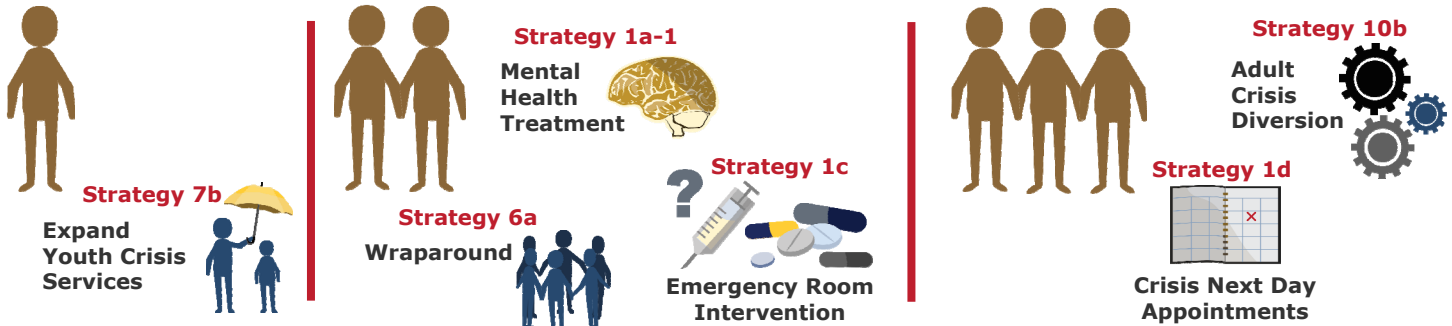 Strategy 7b
Expand
Youth Crisis
Services
Strategy 1a-1
Mental
Health
Treatment
Strategy 6a
Wraparound
Strategy 1c
?
Emergency Room
Intervention
Strategy 10b
Adult
Crisis
Diversion
Strategy 1d
Crisis Next Day
Appointments